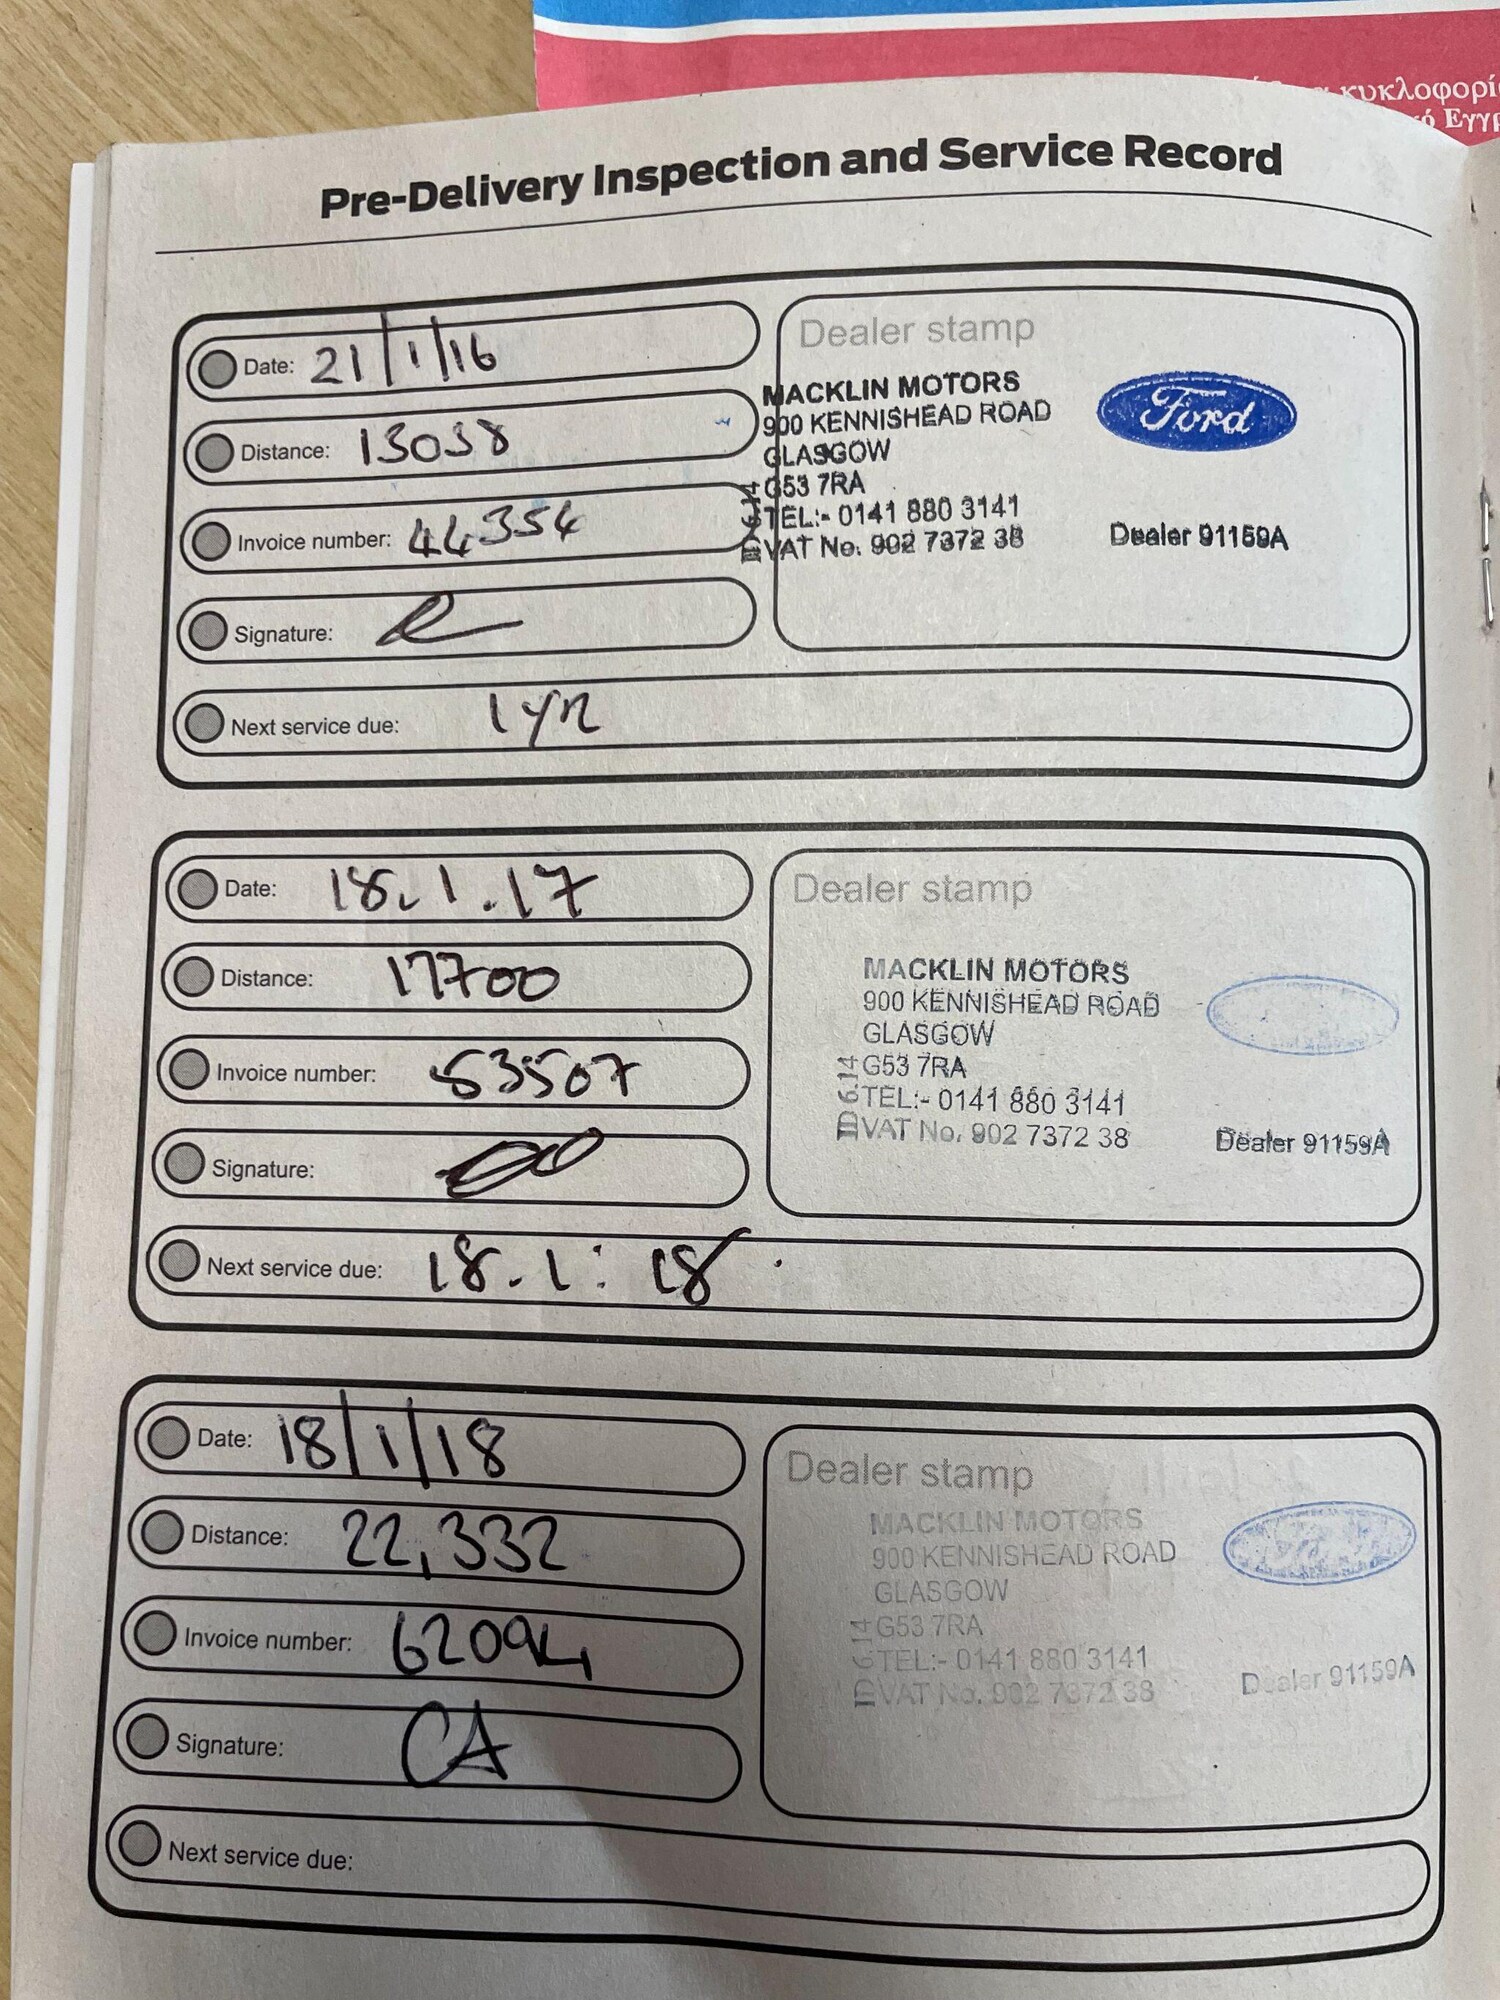 κυκλοφορί
Εγγρ
Pre-Delivery Inspection and Service Record
Date: 21/1/16
Distance: 13038
Invoice number: 44354
Signature:
Next service due: 1 yr
Dealer stamp
MACKLIN MOTORS
900 KENNISHEAD ROAD
GLASGOW
G53 7RA
TEL:- 0141 880 3141
VAT No. 902 7372 38
ID 6.14
Ford
Dealer 91159A
Date: 18.1.17
Distance: 17700
Invoice number: 53507
Signature:
Next service due: 18.1.18
Dealer stamp
MACKLIN MOTORS
900 KENNISHEAD ROAD
GLASGOW
G53 7RA
TEL:- 0141 880 3141
VAT No. 902 7372 38
ID 6.14
Dealer 91159A
Date: 18/1/18
Distance: 22,332
Invoice number: 62094
Signature: CA
Next service due:
Dealer stamp
MACKLIN MOTORS
900 KENNISHEAD ROAD
GLASGOW
G53 7RA
TEL:- 0141 880 3141
VAT No. 902 7372 38
ID 6.14
Ford
Dealer 91159A